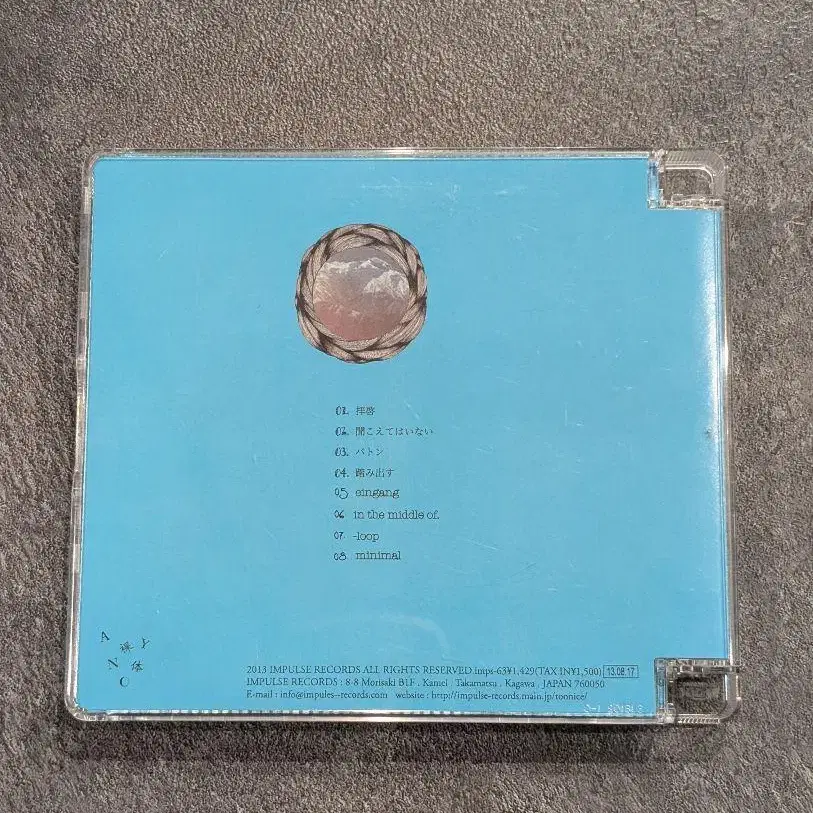 01. 拝啓
02. 聞こえてはいない
03. バトン
04. 踏み出す
05 eingang
06 in the middle of.
07 -loop
08 minimal
2013 IMPULSE RECORDS ALL RIGHTS RESERVED imps-63¥1,429(TAX IN¥1,500) 13.08.17
IMPULSE RECORDS : 8-8 Morisaki B1F . Kamei . Takamatsu . Kagawa . JAPAN 760050
E-mail : info@impules--records.com website : http://impulse-records.main.jp/toonice/